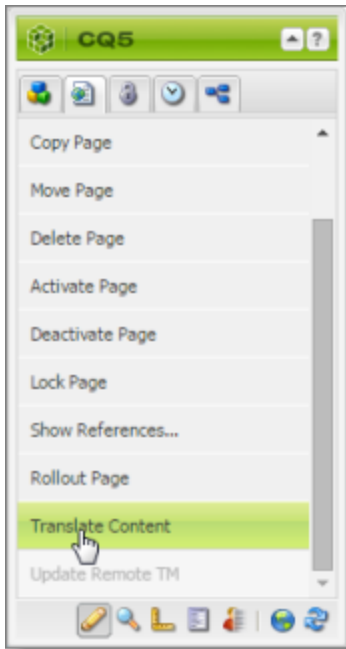 CQ5
?
Copy Page
Move Page
Delete Page
Activate Page
Deactivate Page
Lock Page
Show References...
Rollout Page
Translate Content
Update Remote TM